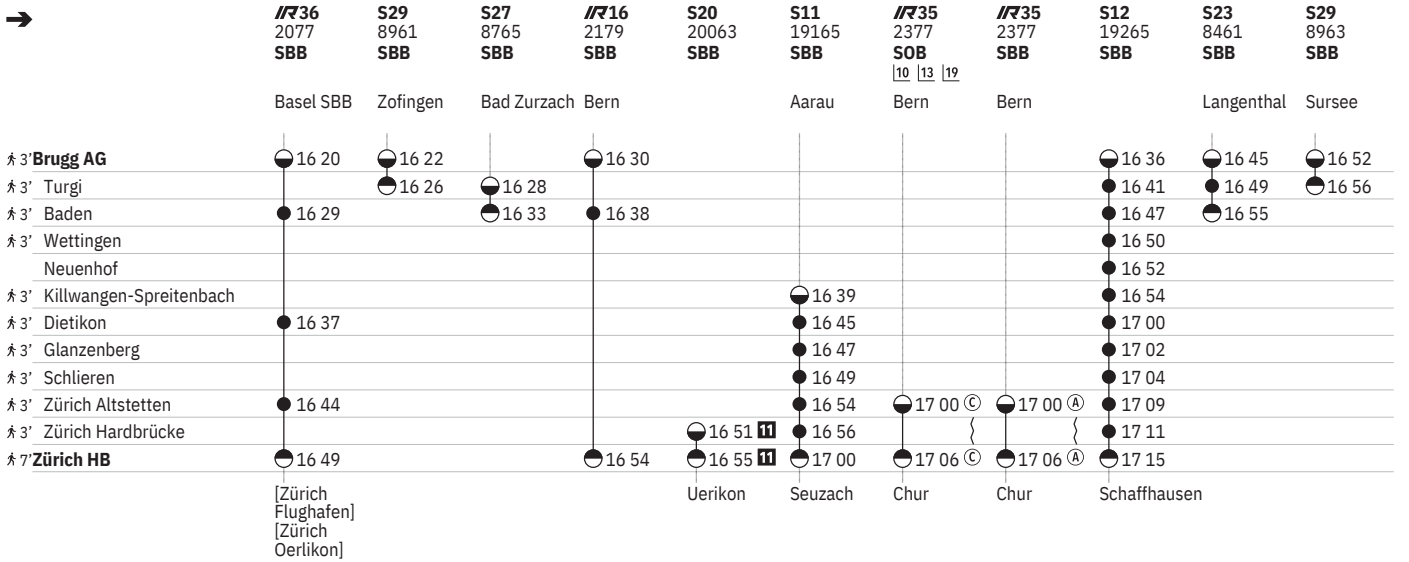 IR36 S29 S27 IR16 S20 S11 IR35 IR35 S12 S23 S29
2077 8961 8765 2179 20063 19165 2377 2377 19265 8461 8963
SBB SBB SBB SBB SBB SBB SOB SBB SBB SBB SBB
10 13 19
Basel SBB Zofingen Bad Zurzach Bern Aarau Bern Bern Langenthal Sursee
3’ Brugg AG 16 20 16 22 16 30 16 36 16 45 16 52
3’ Turgi 16 26 16 28 16 41 16 49 16 56
3’ Baden 16 29 16 33 16 38 16 47 16 55
3’ Wettingen 16 50
Neuenhof 16 52
3’ Killwangen-Spreitenbach 16 39 16 54
3’ Dietikon 16 37 16 45 17 00
3’ Glanzenberg 16 47 17 02
3’ Schlieren 16 49 17 04
3’ Zürich Altstetten 16 44 16 54 17 00 Ⓒ 17 00 Ⓐ 17 09
3’ Zürich Hardbrücke 16 51 11 16 56 17 11
7’ Zürich HB 16 49 16 54 16 55 11 17 00 17 06 Ⓒ 17 06 Ⓐ 17 15
[Zürich Uerikon Seuzach Chur Chur Schaffhausen
Flughafen]
[Zürich
Oerlikon]